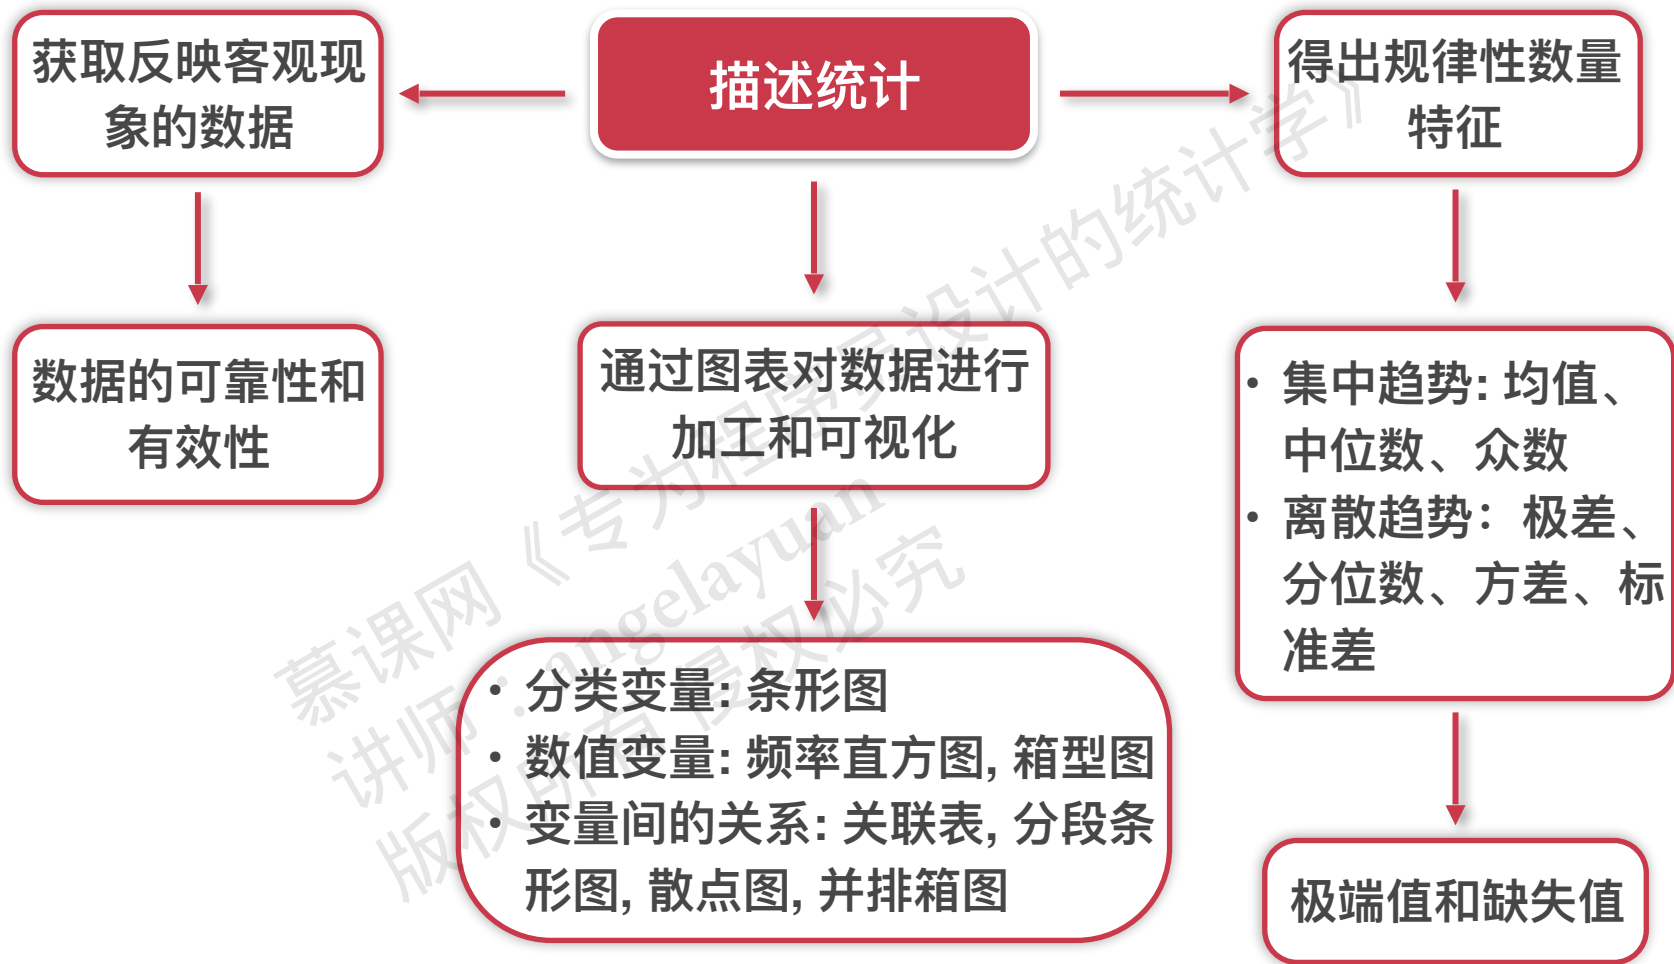 描述统计
获取反映客观现
象的数据
数据的可靠性和
有效性
通过图表对数据进行
加工和可视化
• 分类变量: 条形图
• 数值变量: 频率直方图, 箱型图
• 变量间的关系: 关联表, 分段条
形图, 散点图, 并排箱图
得出规律性数量
特征
• 集中趋势: 均值、
中位数、众数
• 离散趋势：极差、
分位数、方差、标
准差
极端值和缺失值
慕课网《专为程序员设计的统计学》
讲师：angelayuan
版权所有 侵权必究